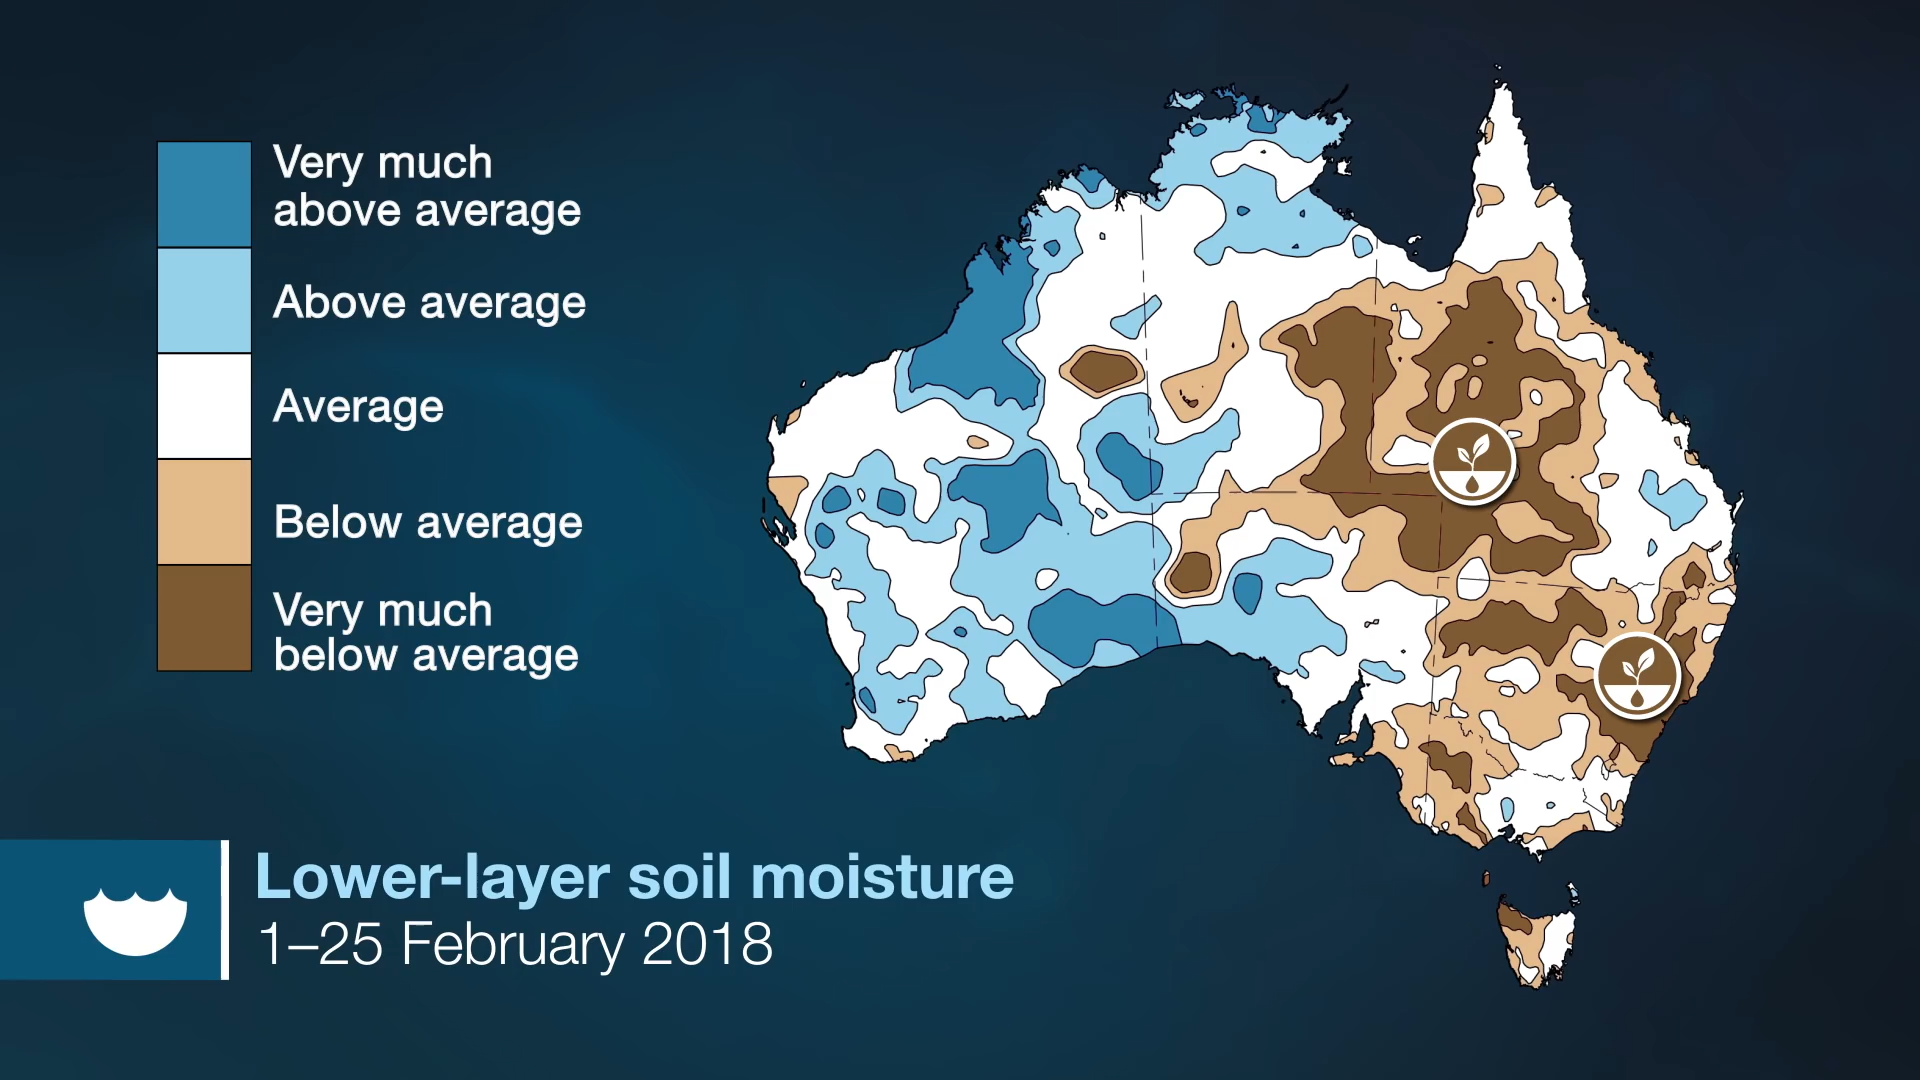 Very much
above average
Above average
Average
Below average
Very much
below average
Lower-layer soil moisture
1–25 February 2018